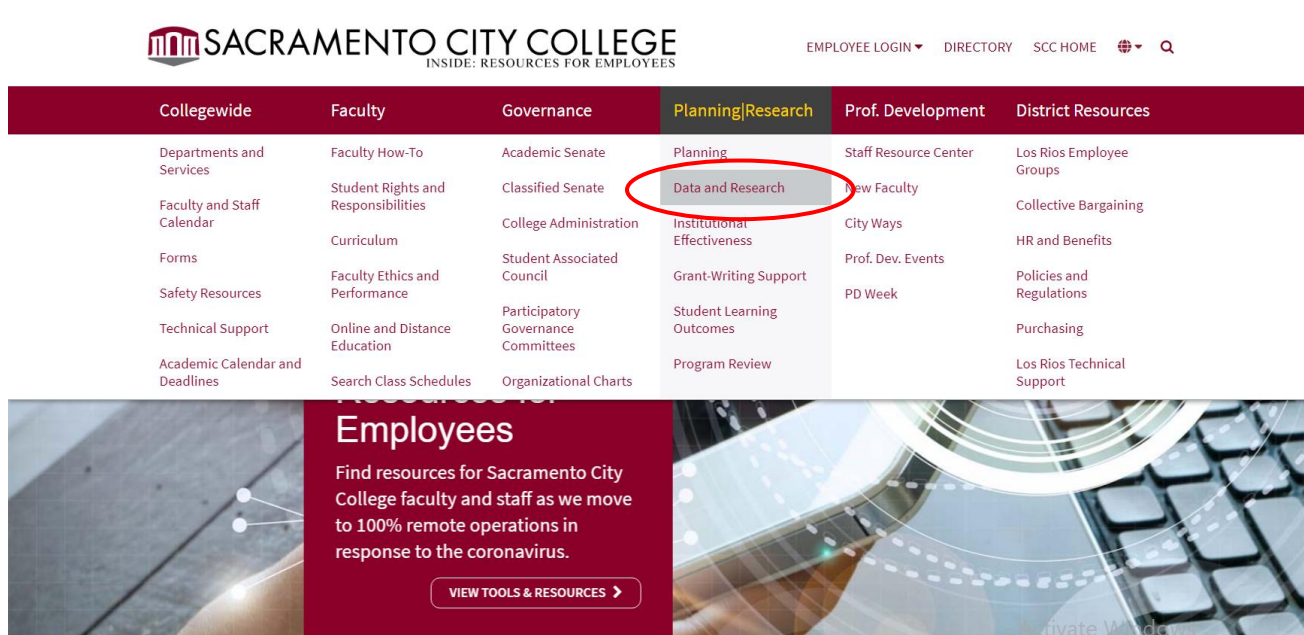 SACRAMENTO CITY COLLEGE
INSIDE: RESOURCES FOR EMPLOYEES
EMPLOYEE LOGIN
DIRECTORY
SCC HOME
Collegewide
Faculty
Governance
Planning|Research
Prof. Development
District Resources
Departments and
Services
Faculty and Staff
Calendar
Forms
Safety Resources
Technical Support
Academic Calendar and
Deadlines
Faculty How-To
Student Rights and
Responsibilities
Curriculum
Faculty Ethics and
Performance
Online and Distance
Education
Search Class Schedules
Academic Senate
Classified Senate
College Administration
Student Associated
Council
Participatory
Governance
Committees
Organizational Charts
Planning
Data and Research
Institutional
Effectiveness
Grant-Writing Support
Student Learning
Outcomes
Program Review
Staff Resource Center
New Faculty
City Ways
Prof. Dev. Events
PD Week
Los Rios Employee
Groups
Collective Bargaining
HR and Benefits
Policies and
Regulations
Purchasing
Los Rios Technical
Support
Resources for
Employees
Find resources for Sacramento City
College faculty and staff as we move
to 100% remote operations in
response to the coronavirus.
VIEW TOOLS & RESOURCES